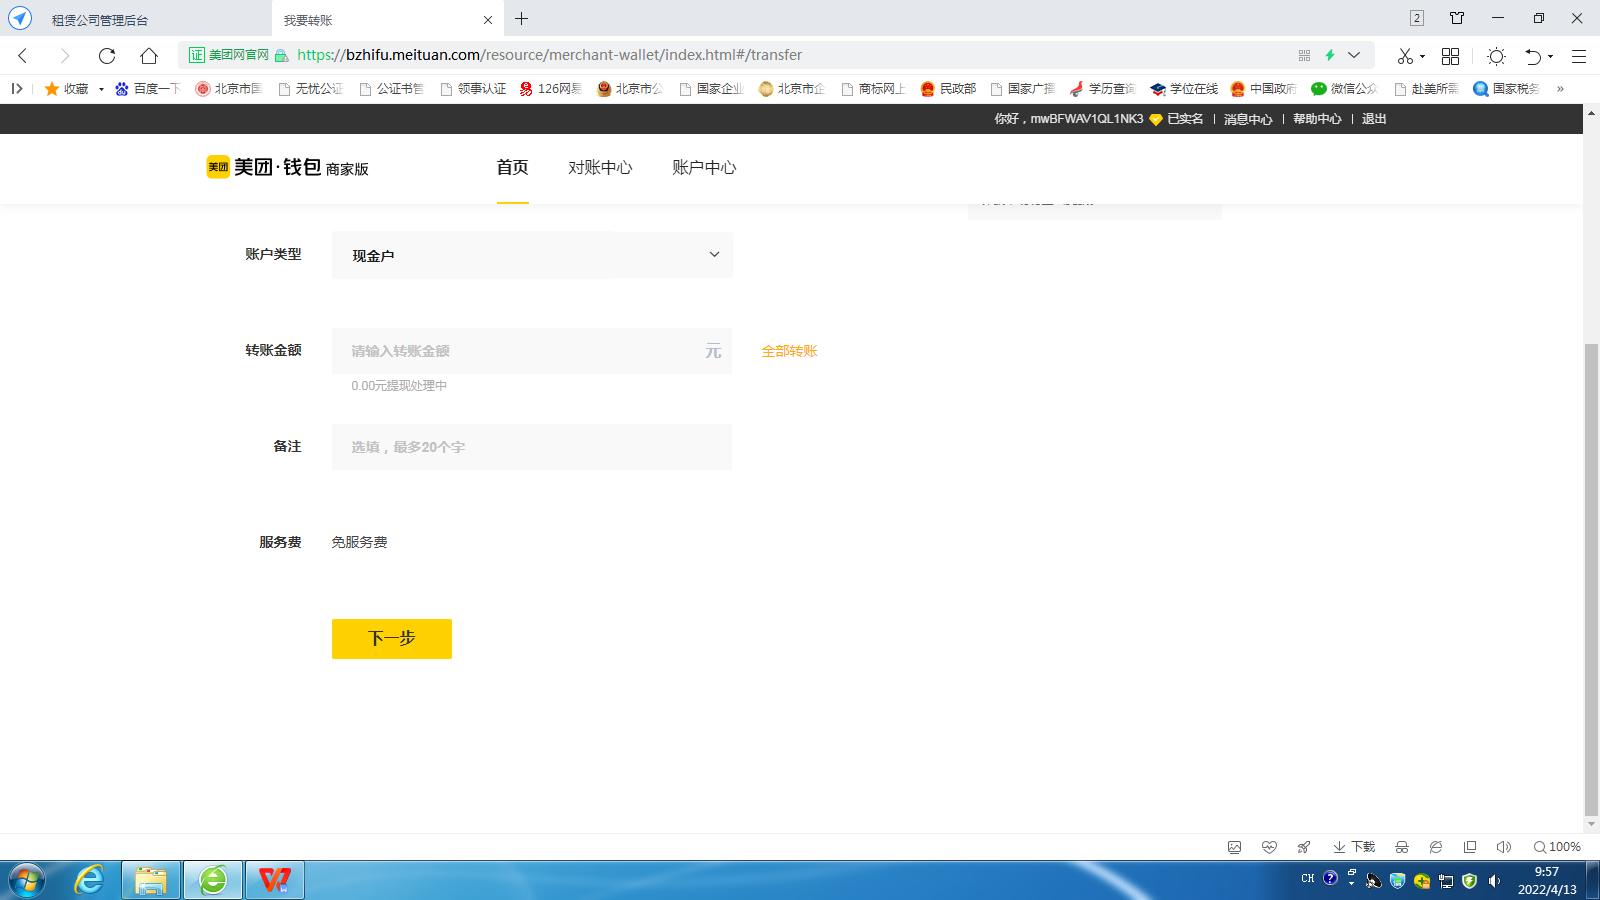 租赁公司管理后台
我要转账
2
证 美团网官网 https://bzhifu.meituan.com/resource/merchant-wallet/index.html#/transfer
收藏 百度一下 北京市国 无忧公证 公证书管 领事认证 126网易 北京市公 国家企业 北京市企 商标网上 民政部 国家广播 学历查询 学位在线 中国政府 微信公众 赴美所需 国家税务 »
你好，mwBFWAV1QL1NK3 已实名 | 消息中心 | 帮助中心 | 退出
美团 美团·钱包 商家版 首页 对账中心 账户中心
账户类型 现金户
转账金额 请输入转账金额 元 全部转账
0.00元提现处理中
备注 选填，最多20个字
服务费 免服务费
下一步
下载 100%
CH 9:57
2022/4/13